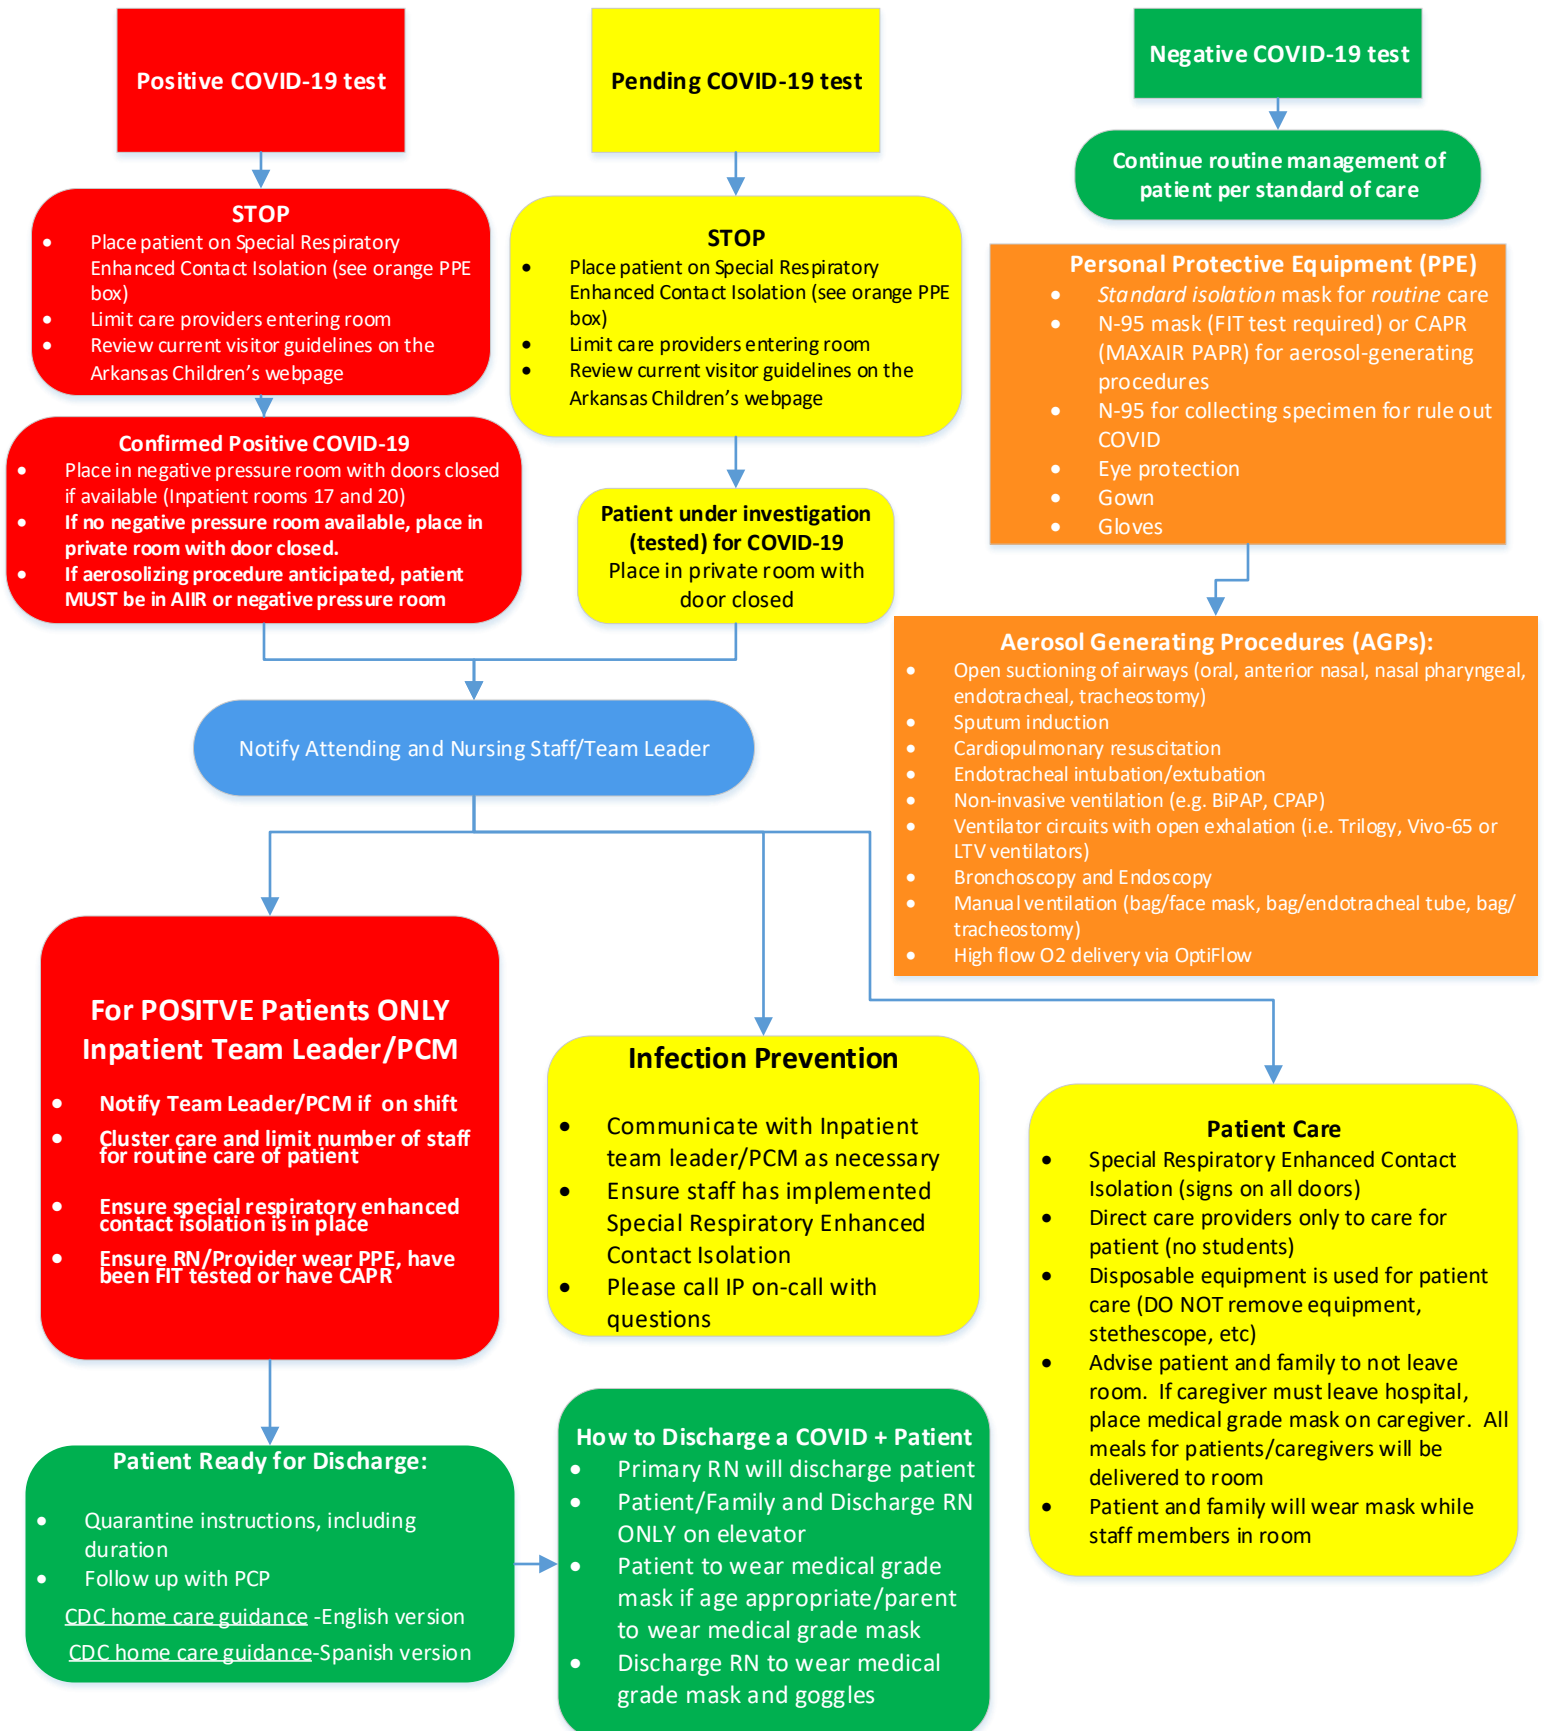 Positive COVID-19 test
Pending COVID-19 test
Negative COVID-19 test
Continue routine management of
patient per standard of care
STOP
• Place patient on Special Respiratory
Enhanced Contact Isolation (see orange PPE
box)
• Limit care providers entering room
• Review current visitor guidelines on the
Arkansas Children's webpage
STOP
• Place patient on Special Respiratory
Enhanced Contact Isolation (see orange PPE
box)
• Limit care providers entering room
• Review current visitor guidelines on the
Arkansas Children's webpage
Personal Protective Equipment (PPE)
• Standard isolation mask for routine care
• N-95 mask (FIT test required) or CAPR
(MAXAIR PAPR) for aerosol-generating
procedures
• N-95 for collecting specimen for rule out
COVID
• Eye protection
• Gown
• Gloves
Confirmed Positive COVID-19
• Place in negative pressure room with doors closed
if available (Inpatient rooms 17 and 20)
• If no negative pressure room available, place in
private room with door closed.
• If aerosolizing procedure anticipated, patient
MUST be in AIIR or negative pressure room
Patient under investigation
(tested) for COVID-19
Place in private room with
door closed
Aerosol Generating Procedures (AGPs):
• Open suctioning of airways (oral, anterior nasal, nasal pharyngeal,
endotracheal, tracheostomy)
• Sputum induction
• Cardiopulmonary resuscitation
• Endotracheal intubation/extubation
• Non-invasive ventilation (e.g. BiPAP, CPAP)
• Ventilator circuits with open exhalation (i.e. Trilogy, Vivo-65 or
LTV ventilators)
• Bronchoscopy and Endoscopy
• Manual ventilation (bag/face mask, bag/endotracheal tube, bag/
tracheostomy)
• High flow O2 delivery via OptiFlow
Notify Attending and Nursing Staff/Team Leader
For POSITVE Patients ONLY
Inpatient Team Leader/PCM
• Notify Team Leader/PCM if on shift
• Cluster care and limit number of staff
for routine care of patient
• Ensure special respiratory enhanced
contact isolation is in place
• Ensure RN/Provider wear PPE, have
been FIT tested or have CAPR
Infection Prevention
• Communicate with Inpatient
team leader/PCM as necessary
• Ensure staff has implemented
Special Respiratory Enhanced
Contact Isolation
• Please call IP on-call with
questions
Patient Care
• Special Respiratory Enhanced Contact
Isolation (signs on all doors)
• Direct care providers only to care for
patient (no students)
• Disposable equipment is used for patient
care (DO NOT remove equipment,
stethescope, etc)
• Advise patient and family to not leave
room. If caregiver must leave hospital,
place medical grade mask on caregiver. All
meals for patients/caregivers will be
delivered to room
• Patient and family will wear mask while
staff members in room
Patient Ready for Discharge:
• Quarantine instructions, including
duration
• Follow up with PCP
CDC home care guidance -English version
CDC home care guidance-Spanish version
How to Discharge a COVID + Patient
• Primary RN will discharge patient
• Patient/Family and Discharge RN
ONLY on elevator
• Patient to wear medical grade
mask if age appropriate/parent
to wear medical grade mask
• Discharge RN to wear medical
grade mask and goggles